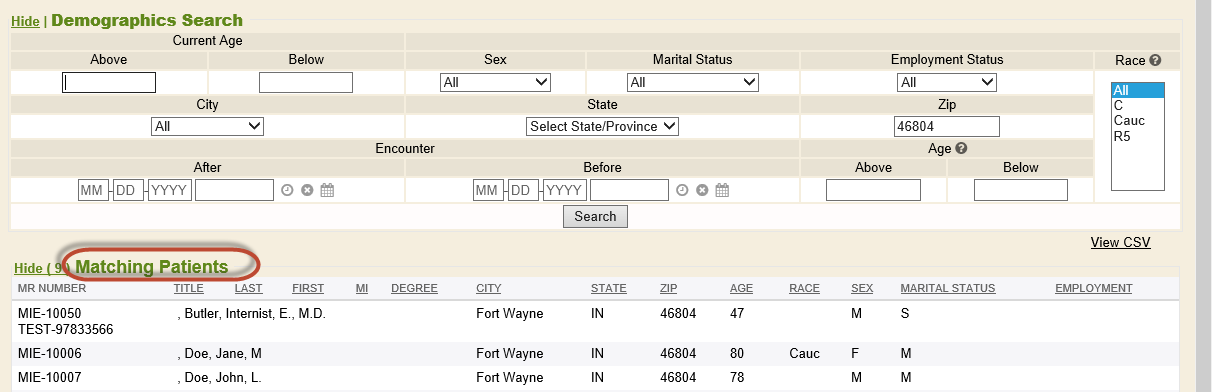 Hide | Demographics Search
Current Age
Above Below Sex Marital Status Employment Status Race
All All All All
C
Cauc
R5
City State Zip
All Select State/Province 46804
Encounter Age
After Before Above Below
MM - DD - YYYY MM - DD - YYYY
Search
View CSV
Hide ( 9 ) Matching Patients
MR NUMBER TITLE LAST FIRST MI DEGREE CITY STATE ZIP AGE RACE SEX MARITAL STATUS EMPLOYMENT
MIE-10050 , Butler, Internist, E., M.D. Fort Wayne IN 46804 47 M S
TEST-97833566
MIE-10006 , Doe, Jane, M Fort Wayne IN 46804 80 Cauc F M
MIE-10007 , Doe, John, L. Fort Wayne IN 46804 78 M M